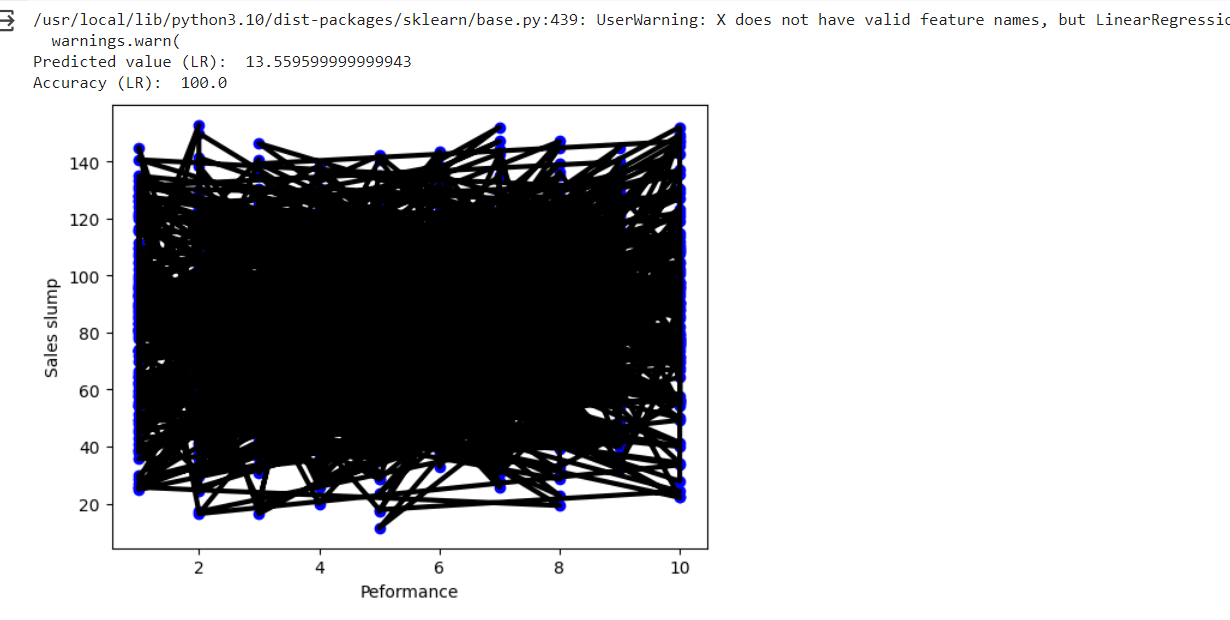 /usr/local/lib/python3.10/dist-packages/sklearn/base.py:439: UserWarning: X does not have valid feature names, but LinearRegressio
warnings.warn(
Predicted value (LR):  13.559599999999943
Accuracy (LR):  100.0
140
120
100
80
60
40
20
Sales slump
2 4 6 8 10
Peformance